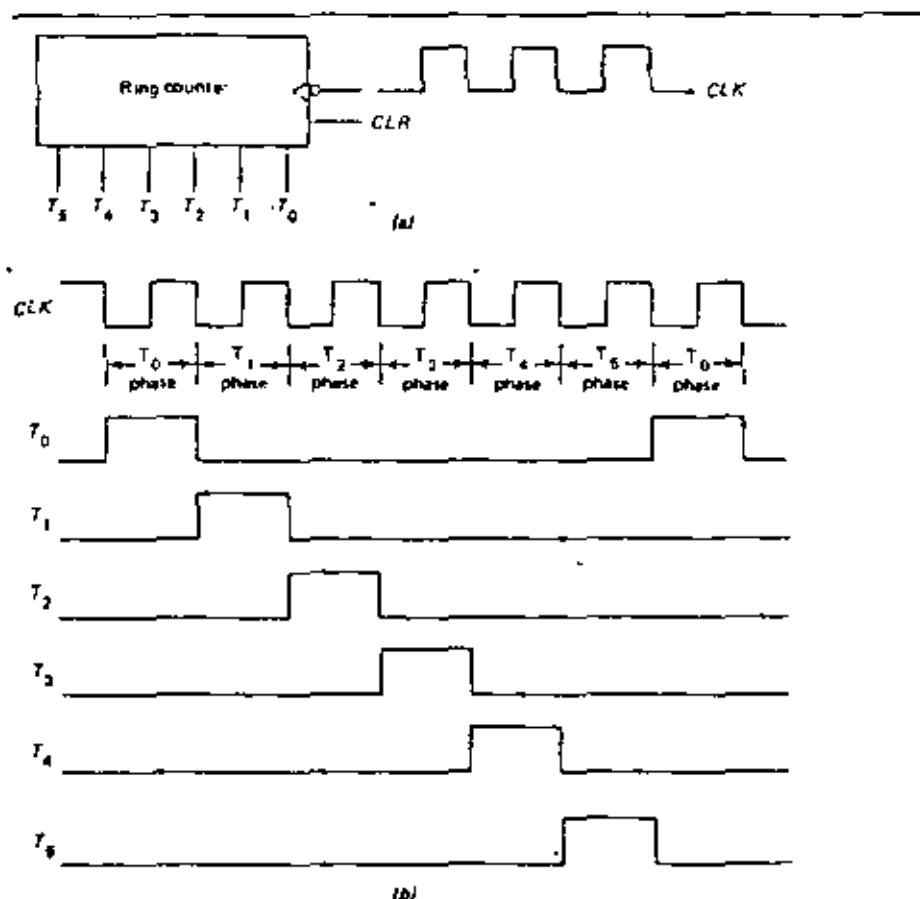 Ring counter
CLK
CLR
T5 T4 T3 T2 T1 T0
(a)
CLK
T0 phase T1 phase T2 phase T3 phase T4 phase T5 phase T0 phase
T0
T1
T2
T3
T4
T5
(b)